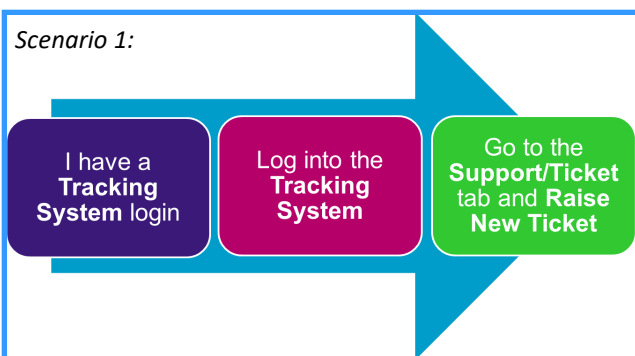 Scenario 1:
I have a
Tracking
System login
Log into the
Tracking
System
Go to the
Support/Ticket
tab and Raise
New Ticket